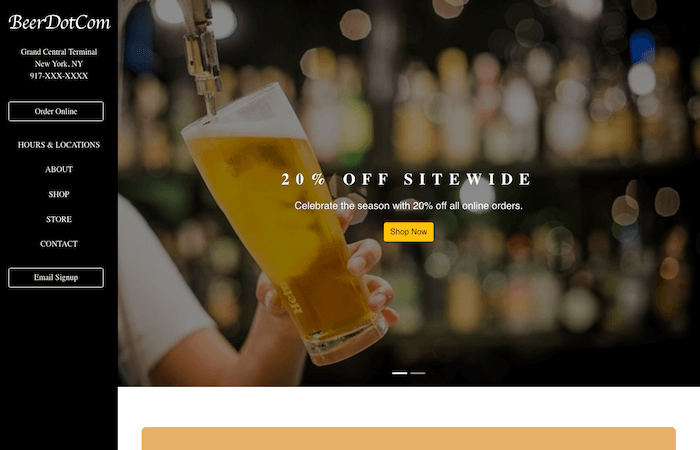 BeerDotCom
Grand Central Terminal
New York, NY
917-XXX-XXXX
Order Online
HOURS & LOCATIONS
ABOUT
SHOP
STORE
CONTACT
Email Signup
20% OFF SITEWIDE
Celebrate the season with 20% off all online orders.
Shop Now